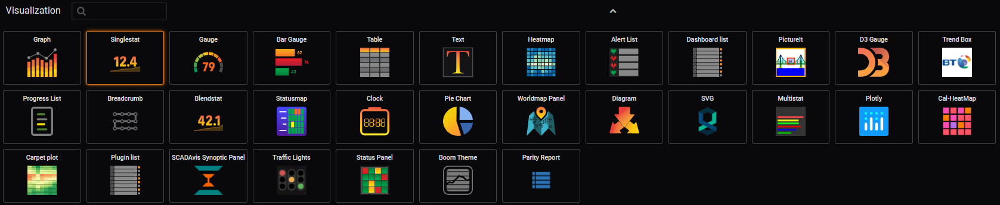 Visualization
Graph
Singlestat
Gauge
Bar Gauge
Table
Text
Heatmap
Alert List
Dashboard list
PictureIt
D3 Gauge
Trend Box
12.4
79
62
76
43
T
20
D3
BT
Progress List
Breadcrumb
Blendstat
Statusmap
Clock
Pie Chart
Worldmap Panel
Diagram
SVG
Multistat
Plotly
Cal-HeatMap
42.1
88:88
Carpet plot
Plugin list
SCADAvis Synoptic Panel
Traffic Lights
Status Panel
Boom Theme
Parity Report